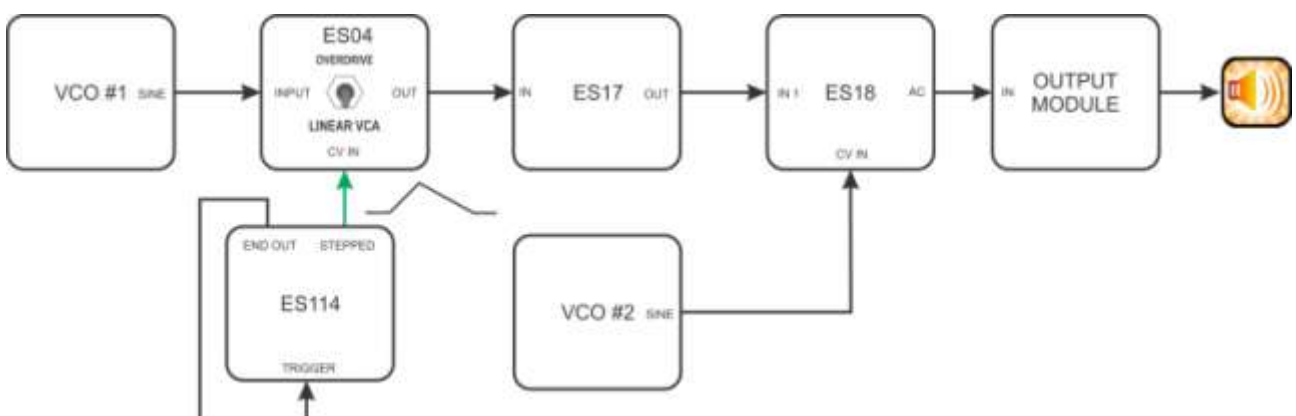 VCO #1 SINE
ES04
OVERDRIVE
INPUT OUT
LINEAR VCA
CV IN
IN ES17 OUT
IN 1 ES18 AC
CV IN
IN OUTPUT
MODULE
END OUT STEPPED
ES114
TRIGGER
VCO #2 SINE